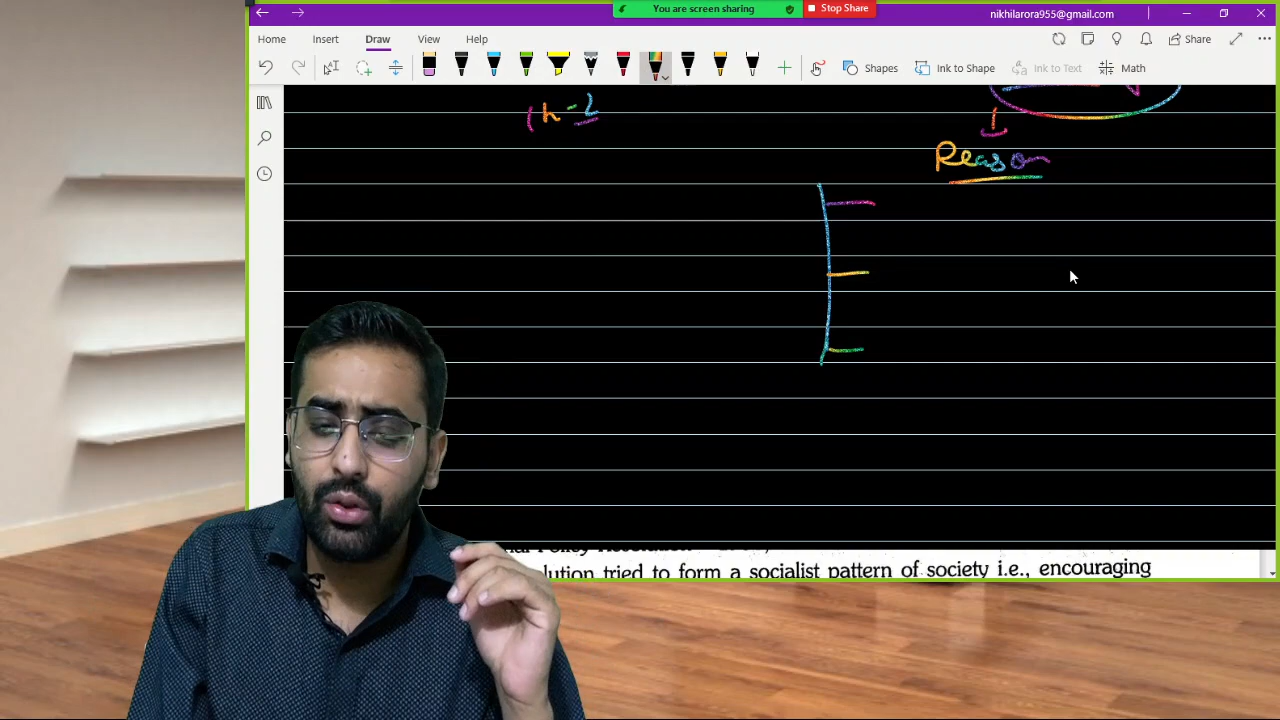 You are screen sharing
Stop Share
nikhilarora955@gmail.com
Home Insert Draw View Help
Share
Shapes
Ink to Shape
Ink to Text
Math
Reason
solution tried to form a socialist pattern of society i.e., encouraging